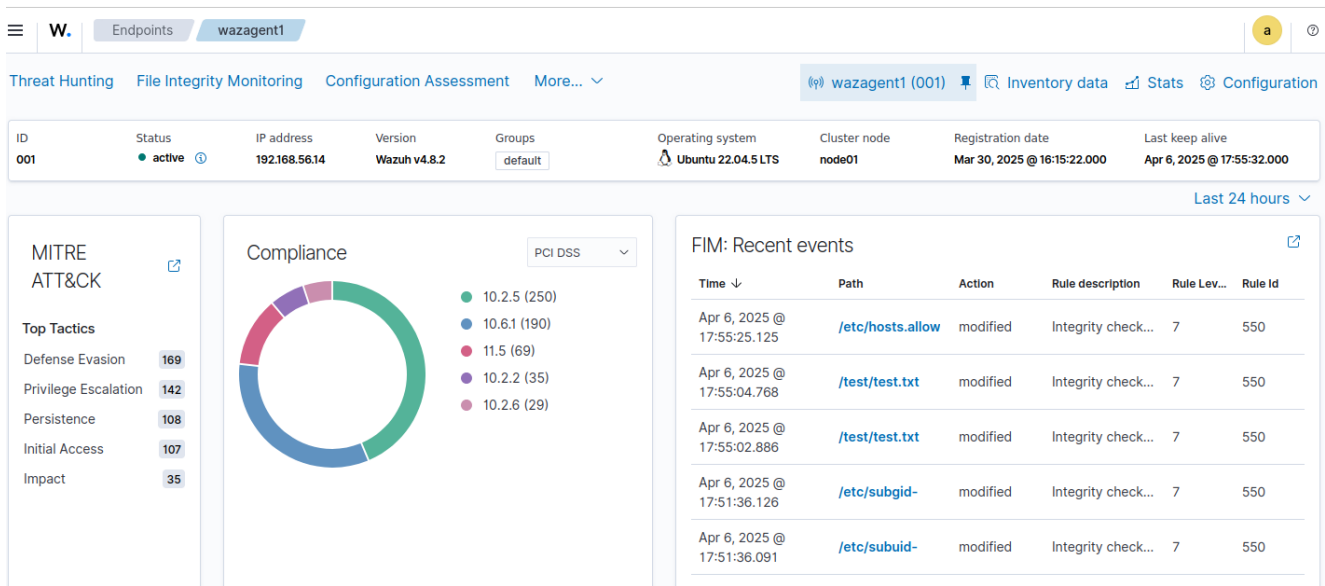 W. Endpoints wazagent1 a
Threat Hunting File Integrity Monitoring Configuration Assessment More... wazagent1 (001) Inventory data Stats Configuration
ID Status IP address Version Groups Operating system Cluster node Registration date Last keep alive
001 active 192.168.56.14 Wazuh v4.8.2 default Ubuntu 22.04.5 LTS node01 Mar 30, 2025 @ 16:15:22.000 Apr 6, 2025 @ 17:55:32.000
Last 24 hours
MITRE
ATT&CK
Top Tactics
Defense Evasion 169
Privilege Escalation 142
Persistence 108
Initial Access 107
Impact 35
Compliance PCI DSS
10.2.5 (250)
10.6.1 (190)
11.5 (69)
10.2.2 (35)
10.2.6 (29)
FIM: Recent events
Time Path Action Rule description Rule Lev... Rule Id
Apr 6, 2025 @
17:55:25.125 /etc/hosts.allow modified Integrity check... 7 550
Apr 6, 2025 @
17:55:04.768 /test/test.txt modified Integrity check... 7 550
Apr 6, 2025 @
17:55:02.886 /test/test.txt modified Integrity check... 7 550
Apr 6, 2025 @
17:51:36.126 /etc/subgid- modified Integrity check... 7 550
Apr 6, 2025 @
17:51:36.091 /etc/subuid- modified Integrity check... 7 550